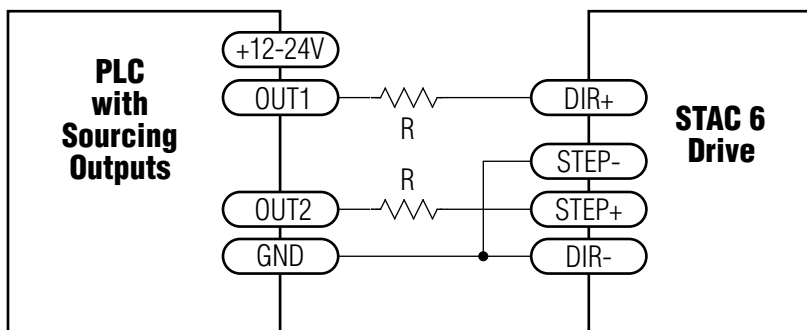 PLC
with
Sourcing
Outputs
+12-24V
OUT1
R
DIR+
STEP-
OUT2
R
STEP+
GND
DIR-
STAC 6
Drive